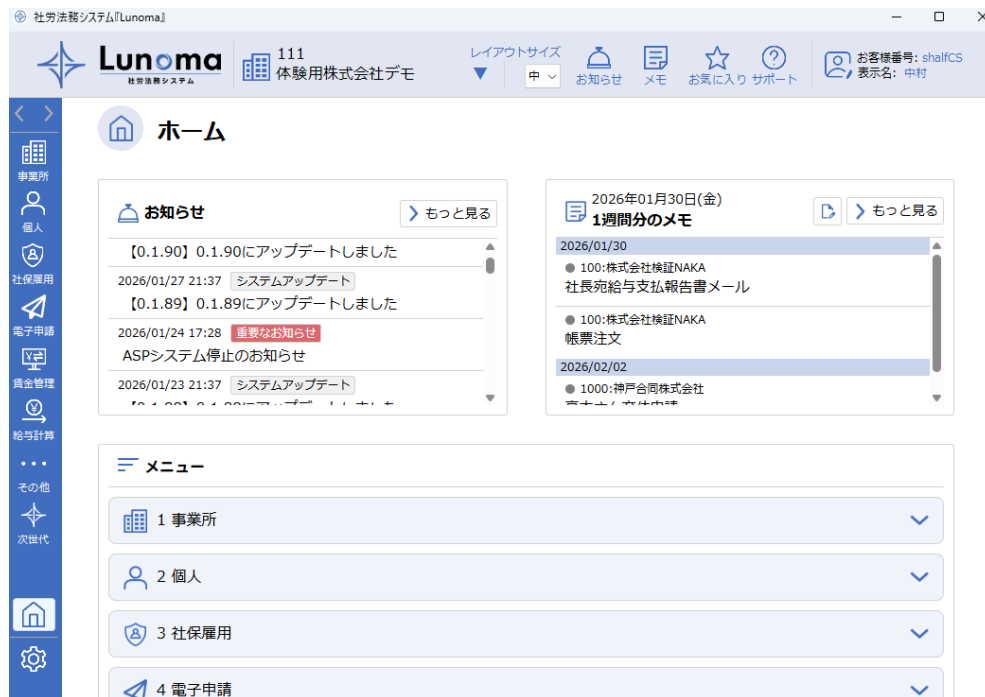 社労法務システム『Lunoma』
Lunoma
社労法務システム
111
体験用株式会社デモ
レイアウトサイズ
中
お知らせ
メモ
お気に入り
サポート
お客様番号: shalfCS
表示名: 中村
事業所
個人
社保雇用
電子申請
賃金管理
給与計算
その他
次世代
ホーム
お知らせ
もっと見る
【0.1.90】0.1.90にアップデートしました
2026/01/27 21:37 システムアップデート
【0.1.89】0.1.89にアップデートしました
2026/01/24 17:28 重要なお知らせ
ASPシステム停止のお知らせ
2026/01/23 21:37 システムアップデート
2026年01月30日(金)
1週間分のメモ
もっと見る
2026/01/30
100:株式会社検証NAKA
社長宛給与支払報告書メール
100:株式会社検証NAKA
帳票注文
2026/02/02
1000:神戸合同株式会社
メニュー
1 事業所
2 個人
3 社保雇用
4 電子申請